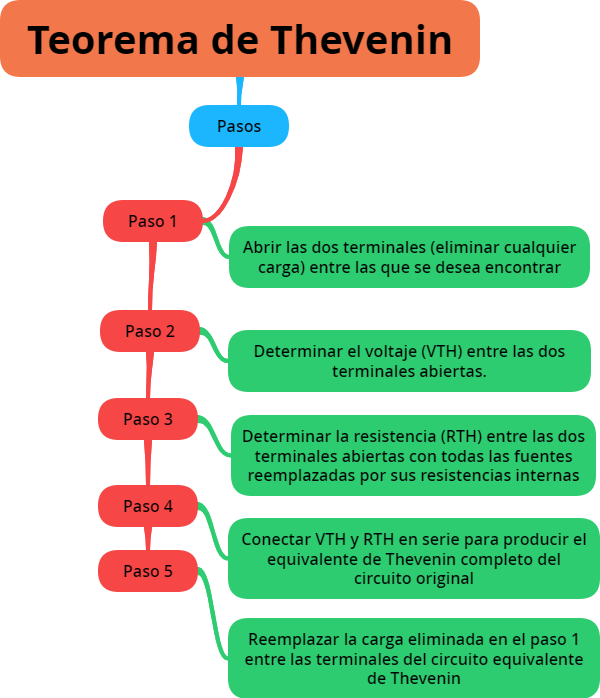 Teorema de Thevenin
Pasos
Paso 1
Abrir las dos terminales (eliminar cualquier
carga) entre las que se desea encontrar
Paso 2
Determinar el voltaje (VTH) entre las dos
terminales abiertas.
Paso 3
Determinar la resistencia (RTH) entre las dos
terminales abiertas con todas las fuentes
reemplazadas por sus resistencias internas
Paso 4
Conectar VTH y RTH en serie para producir el
equivalente de Thevenin completo del
circuito original
Paso 5
Reemplazar la carga eliminada en el paso 1
entre las terminales del circuito equivalente
de Thevenin